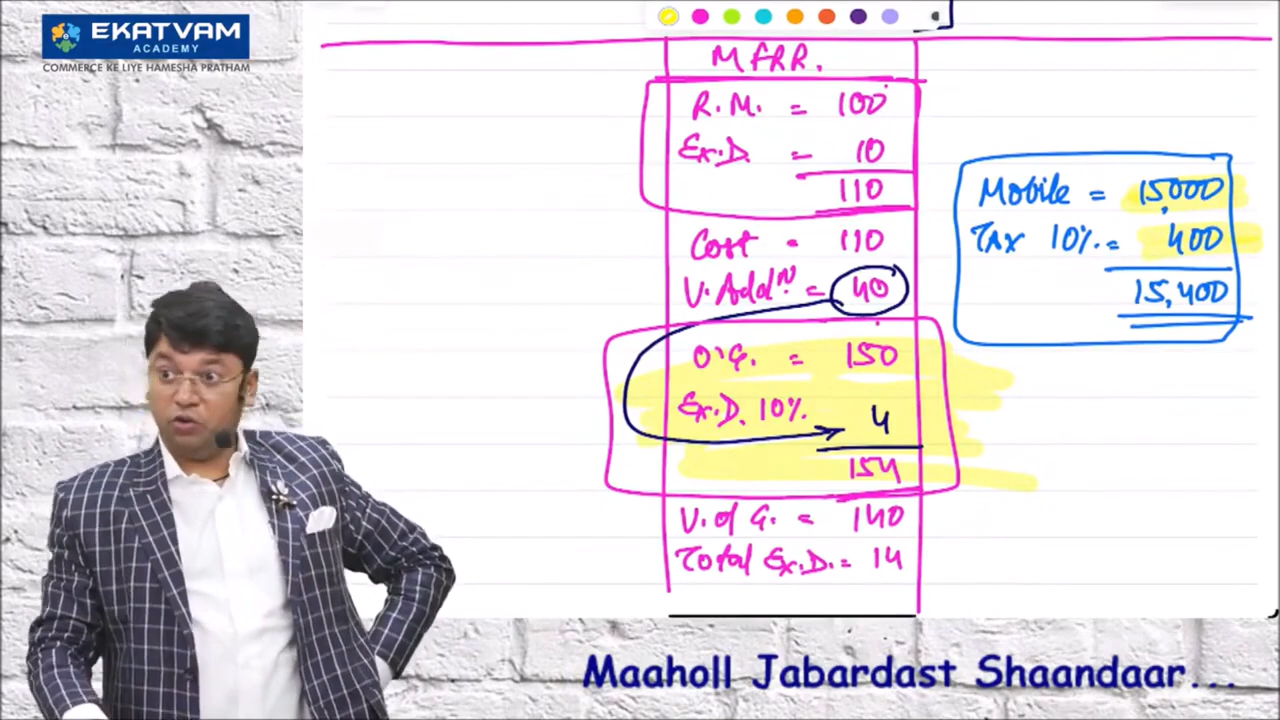 EKATVAM
ACADEMY
COMMERCE KE LIYE HAMESHA PRATHAM
MFRR.
R.M. = 100
Ex.D. = 10
110
Cost = 110
V. Addⁿ. = 40
O.G. = 150
Ex.D. 10% 4
154
V. of G. = 140
Total Ex.D. = 14
Mobile = 15,000
Tax 10% = 400
15,400
Maaholl Jabardast Shaandaar...